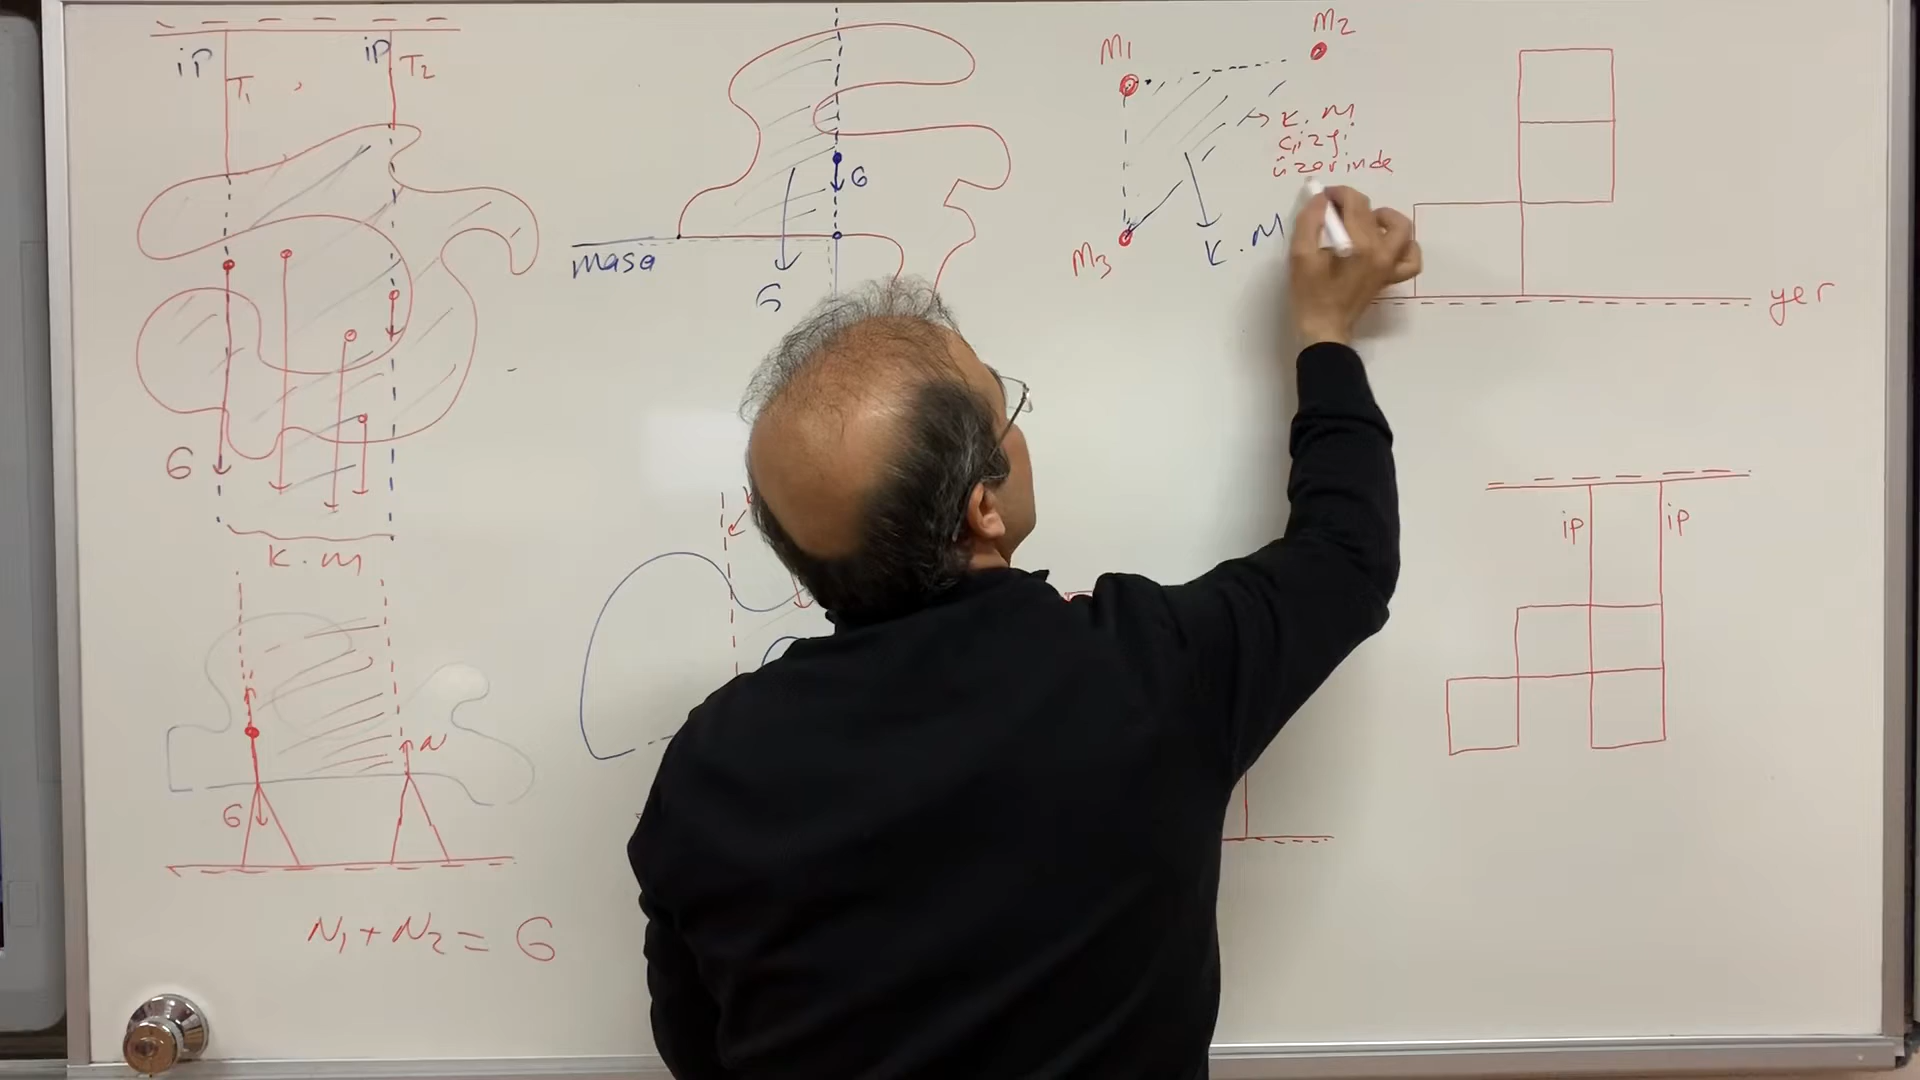 ip
T₁
ip
T₂
G
K.M
G
N
N₁ + N₂ = G
masa
G
G
M₁
M₂
M₃
K.M
çizgi
üzerinde
K.M
yer
ip
ip